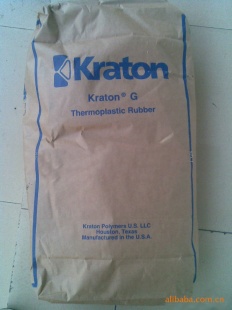 Kraton
Kraton® G
Thermoplastic Rubber
Kraton Polymers U.S. LLC
Houston, Texas
Manufactured in the U.S.A.
alibaba.com.cn